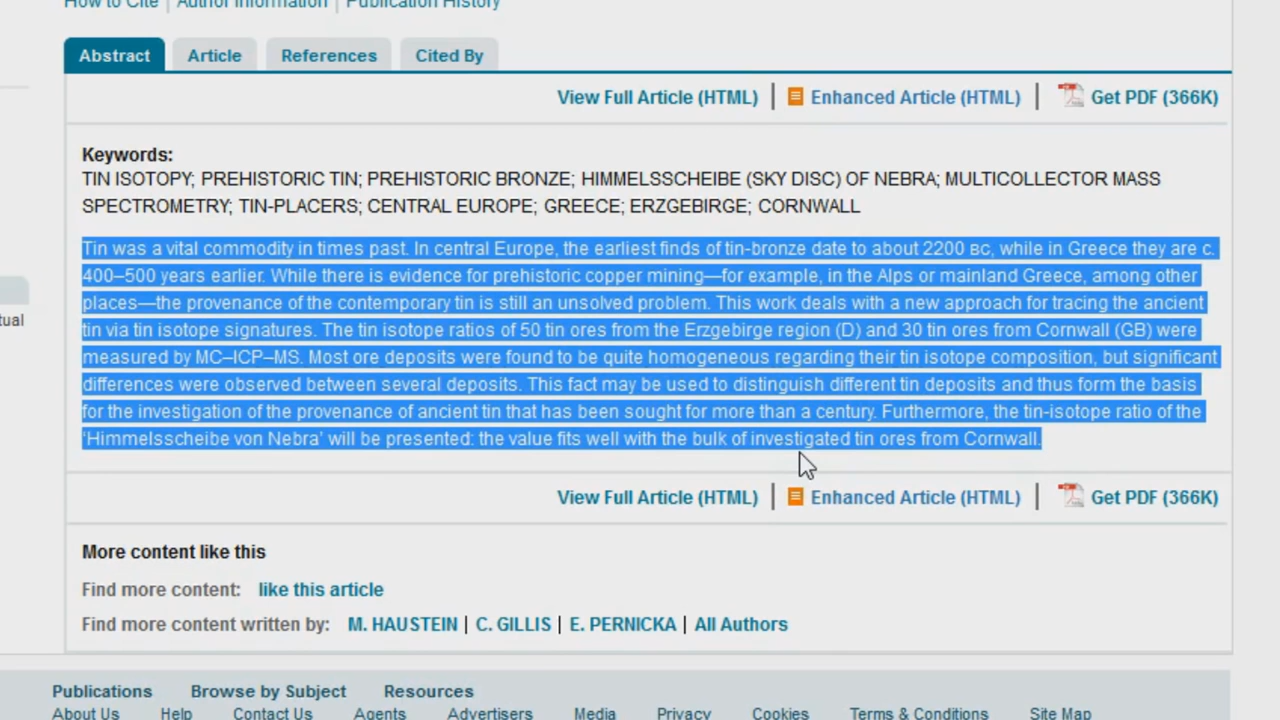 How to Cite | Author Information | Publication History
Abstract Article References Cited By
View Full Article (HTML) | Enhanced Article (HTML) | Get PDF (366K)
Keywords:
TIN ISOTOPY; PREHISTORIC TIN; PREHISTORIC BRONZE; HIMMELSSCHEIBE (SKY DISC) OF NEBRA; MULTICOLLECTOR MASS
SPECTROMETRY; TIN-PLACERS; CENTRAL EUROPE; GREECE; ERZGEBIRGE; CORNWALL
Tin was a vital commodity in times past. In central Europe, the earliest finds of tin-bronze date to about 2200 BC, while in Greece they are c.
400–500 years earlier. While there is evidence for prehistoric copper mining—for example, in the Alps or mainland Greece, among other
places—the provenance of the contemporary tin is still an unsolved problem. This work deals with a new approach for tracing the ancient
tin via tin isotope signatures. The tin isotope ratios of 50 tin ores from the Erzgebirge region (D) and 30 tin ores from Cornwall (GB) were
measured by MC–ICP–MS. Most ore deposits were found to be quite homogeneous regarding their tin isotope composition, but significant
tual
differences were observed between several deposits. This fact may be used to distinguish different tin deposits and thus form the basis
for the investigation of the provenance of ancient tin that has been sought for more than a century. Furthermore, the tin-isotope ratio of the
‘Himmelsscheibe von Nebra’ will be presented: the value fits well with the bulk of investigated tin ores from Cornwall.
View Full Article (HTML) | Enhanced Article (HTML) | Get PDF (366K)
More content like this
Find more content: like this article
Find more content written by: M. HAUSTEIN | C. GILLIS | E. PERNICKA | All Authors
Publications Browse by Subject Resources
About Us Help Contact Us Agents Advertisers Media Privacy Cookies Terms & Conditions Site Map